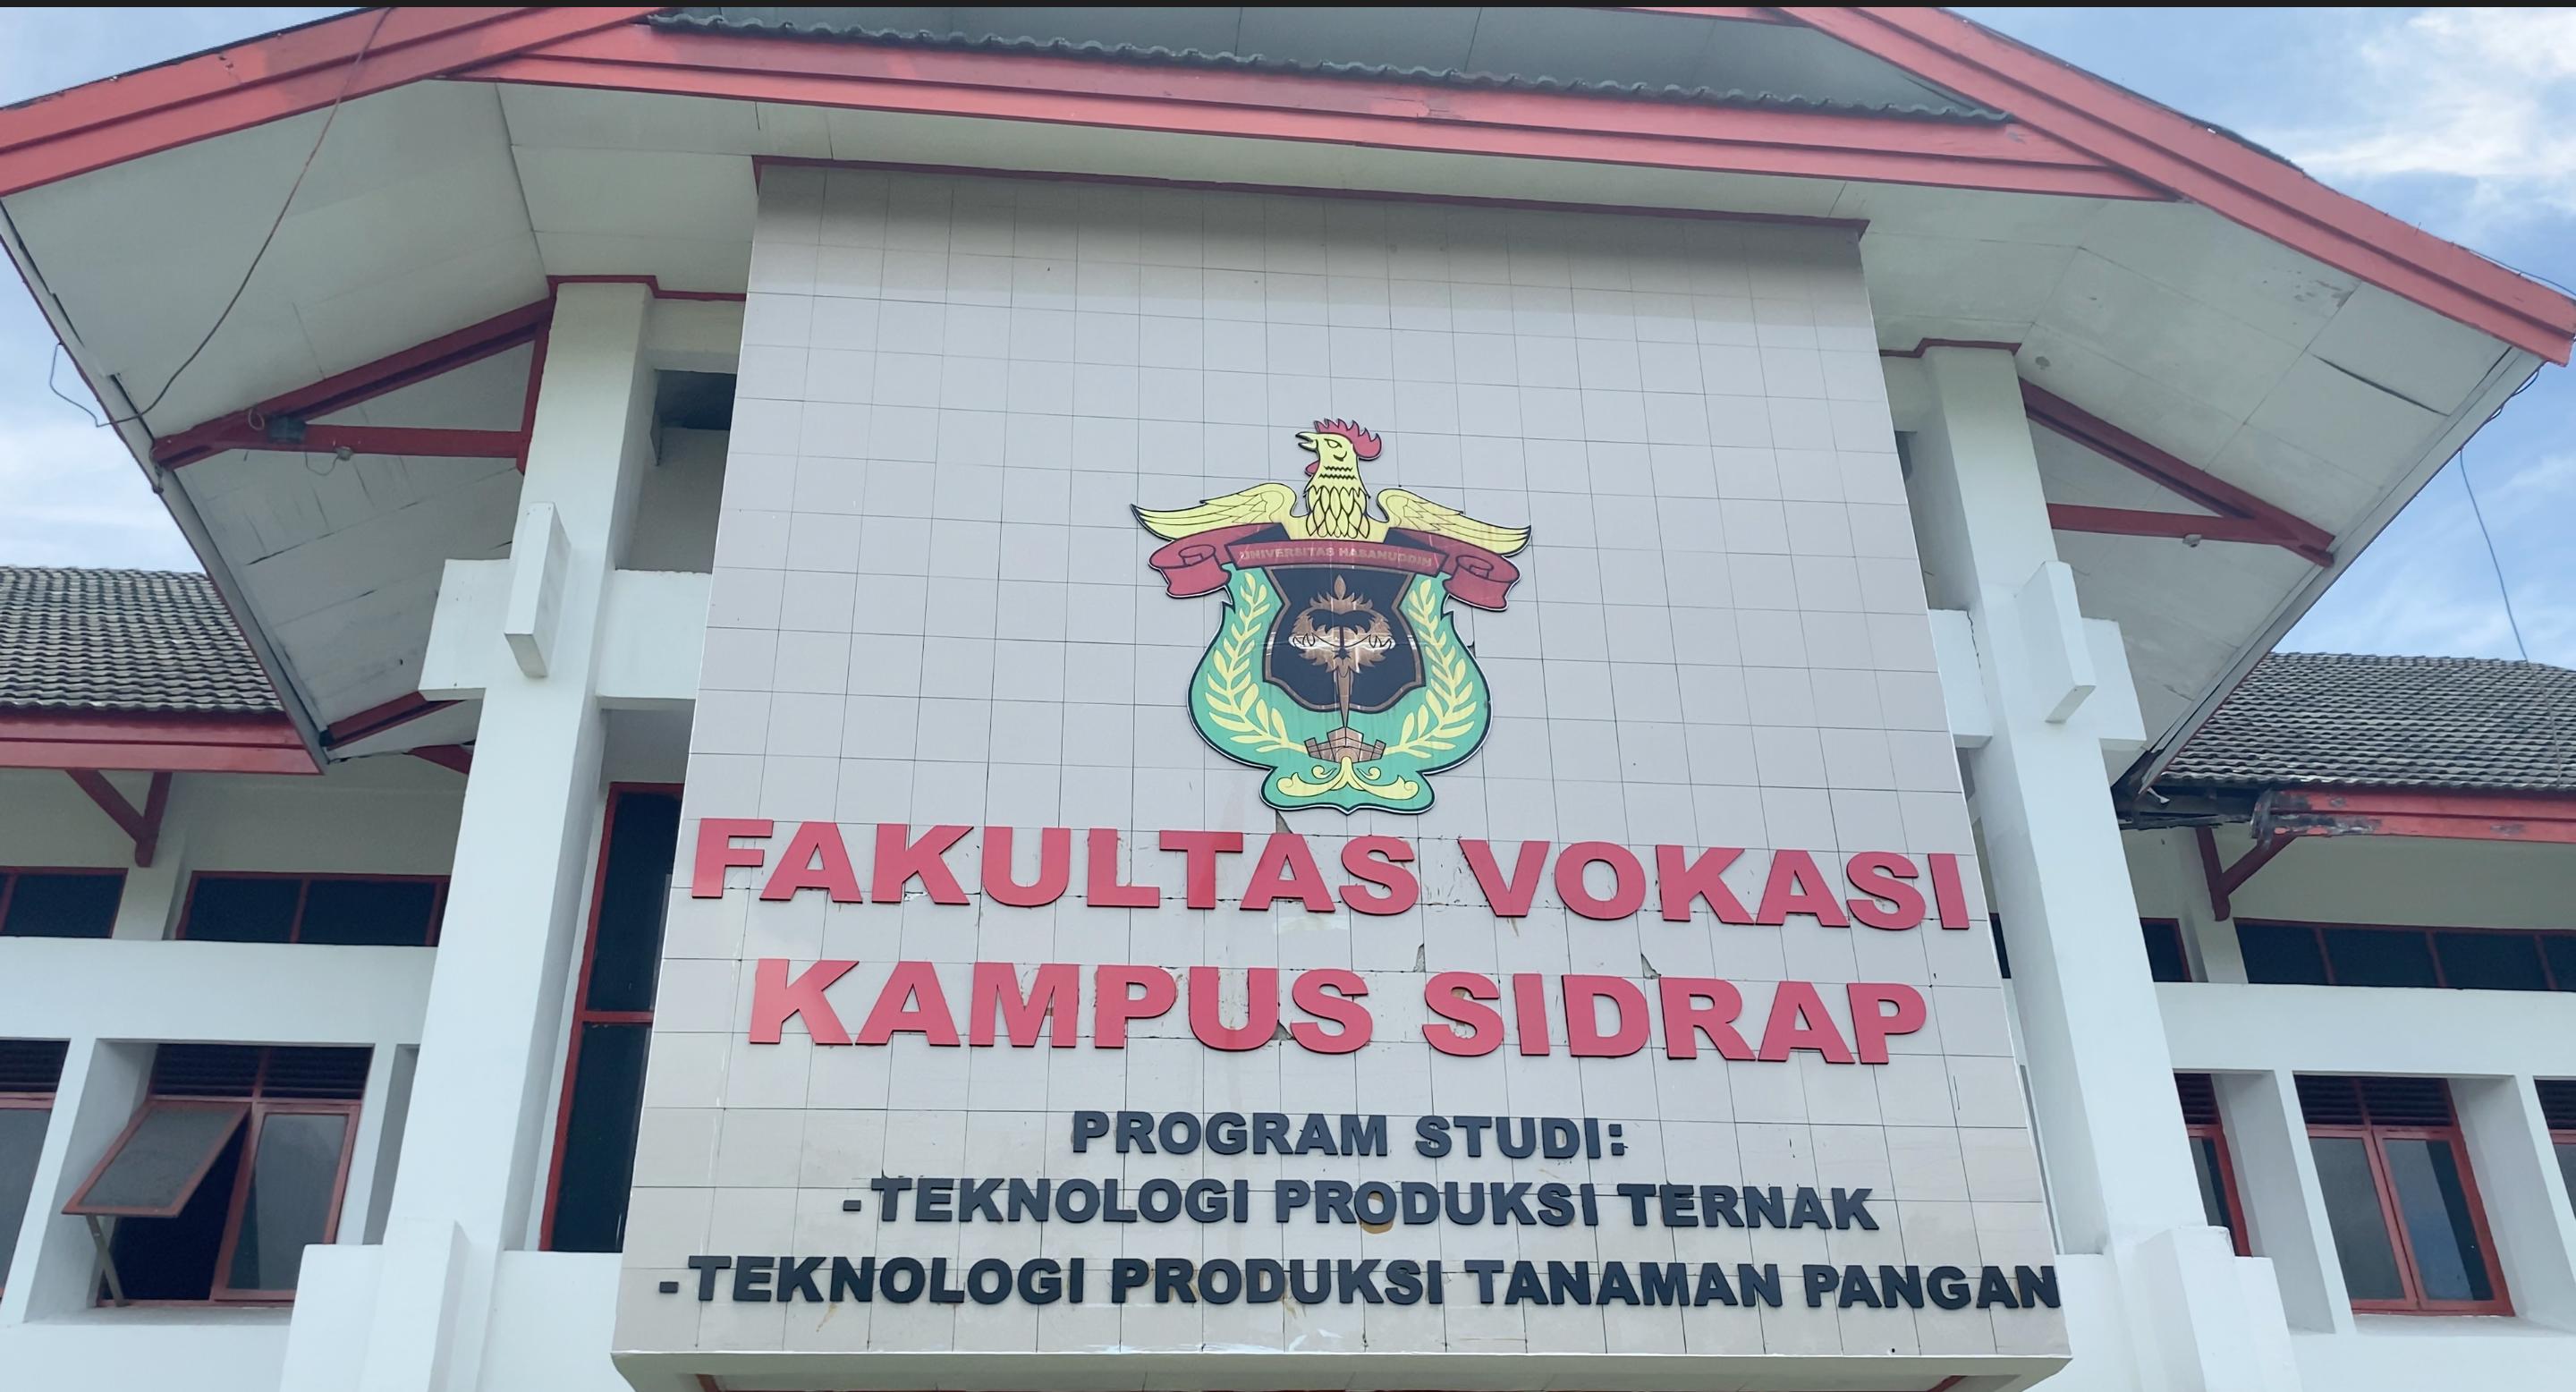 UNIVERSITAS HASANUDDIN
FAKULTAS VOKASI
KAMPUS SIDRAP
PROGRAM STUDI:
-TEKNOLOGI PRODUKSI TERNAK
-TEKNOLOGI PRODUKSI TANAMAN PANGAN